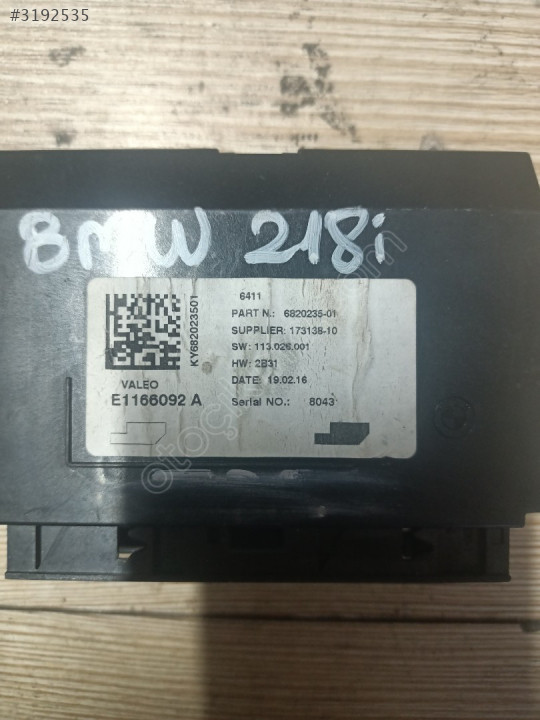 #3192535
BMW 218i
6411
PART N.: 6820235-01
SUPPLIER: 173138-10
SW: 113.026.001
HW: 2B31
DATE: 19.02.16
Serial NO.: 8043
KY682023501
VALEO
E1166092 A